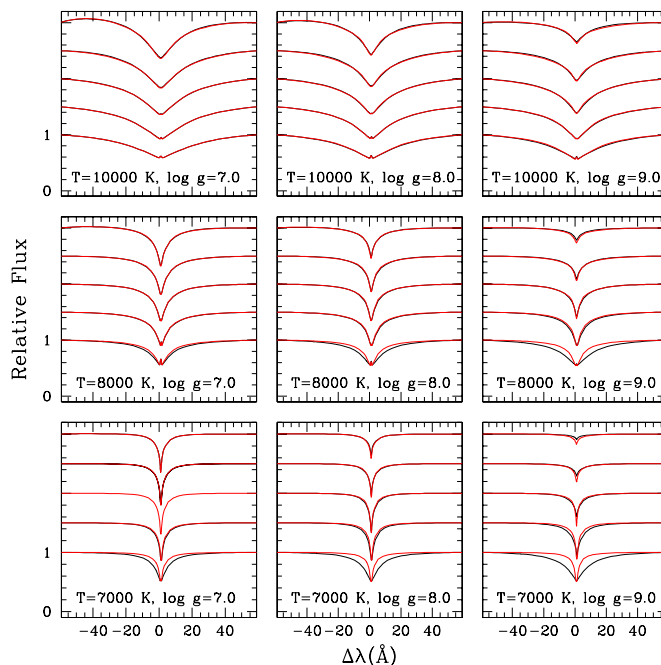 1
0
T=10000 K, log g=7.0
T=10000 K, log g=8.0
T=10000 K, log g=9.0
Relative Flux
1
0
T=8000 K, log g=7.0
T=8000 K, log g=8.0
T=8000 K, log g=9.0
1
0
T=7000 K, log g=7.0
T=7000 K, log g=8.0
T=7000 K, log g=9.0
-40 -20 0 20 40
-40 -20 0 20 40
-40 -20 0 20 40
Δλ(Å)